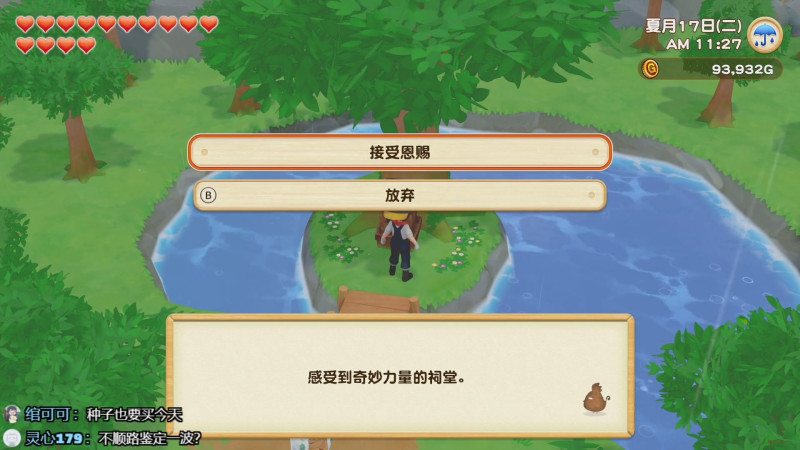 夏月17日(二)
AM 11:27
93,932G
接受恩赐
B 放弃
感受到奇妙力量的祠堂。
绾可可：种子也要买今天
灵心179：不顺路鉴定一波?